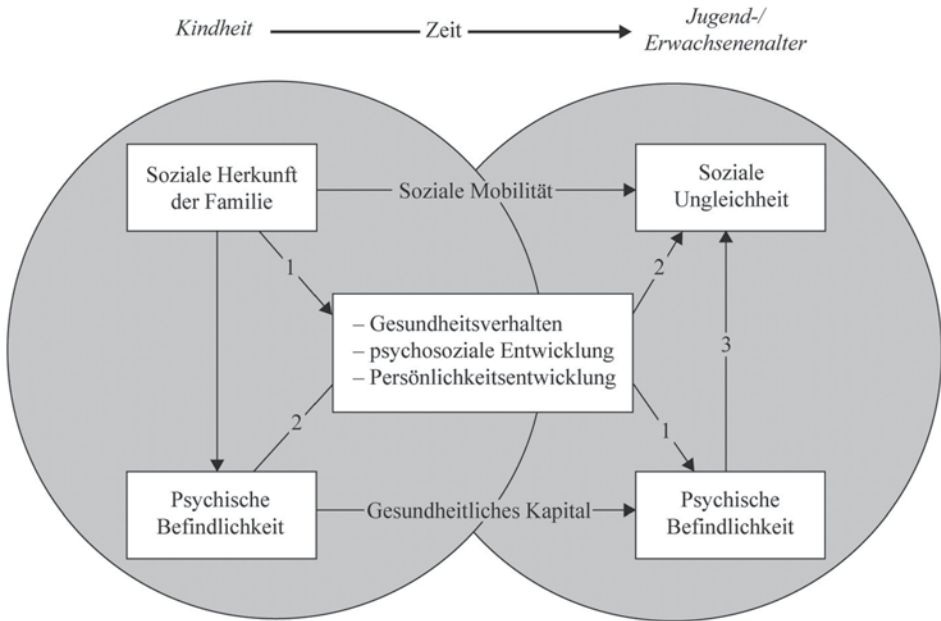 Kindheit
Zeit
Jugend-/
Erwachsenenalter
Soziale Herkunft
der Familie
Soziale Mobilität
Soziale
Ungleichheit
1
2
– Gesundheitsverhalten
– psychosoziale Entwicklung
– Persönlichkeitsentwicklung
3
2
1
Psychische
Befindlichkeit
Gesundheitliches Kapital
Psychische
Befindlichkeit